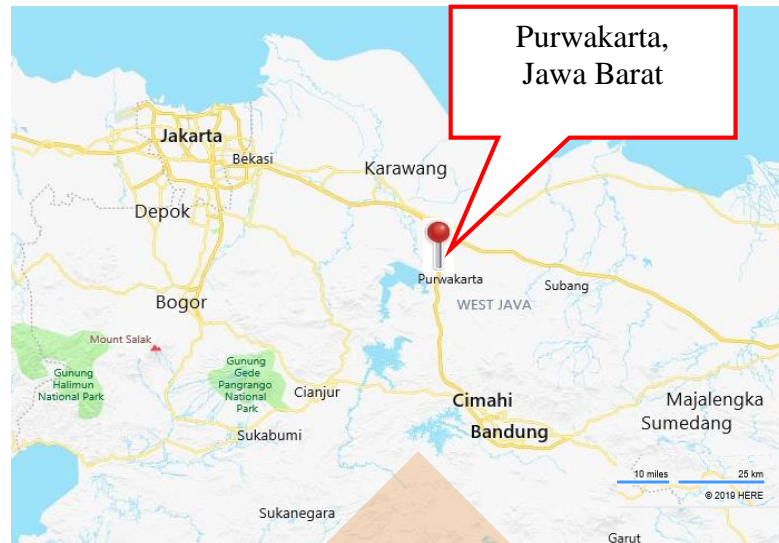 Purwakarta,
Jawa Barat
Jakarta
Bekasi
Karawang
Depok
Purwakarta
Subang
WEST JAVA
Bogor
Mount Salak
Gunung
Halimun
National Park
Gunung
Gede
Pangrango
National
Park
Cianjur
Cimahi
Bandung
Majalengka
Sumedang
Sukabumi
10 miles 25 km
© 2019 HERE
Sukanegara
Garut